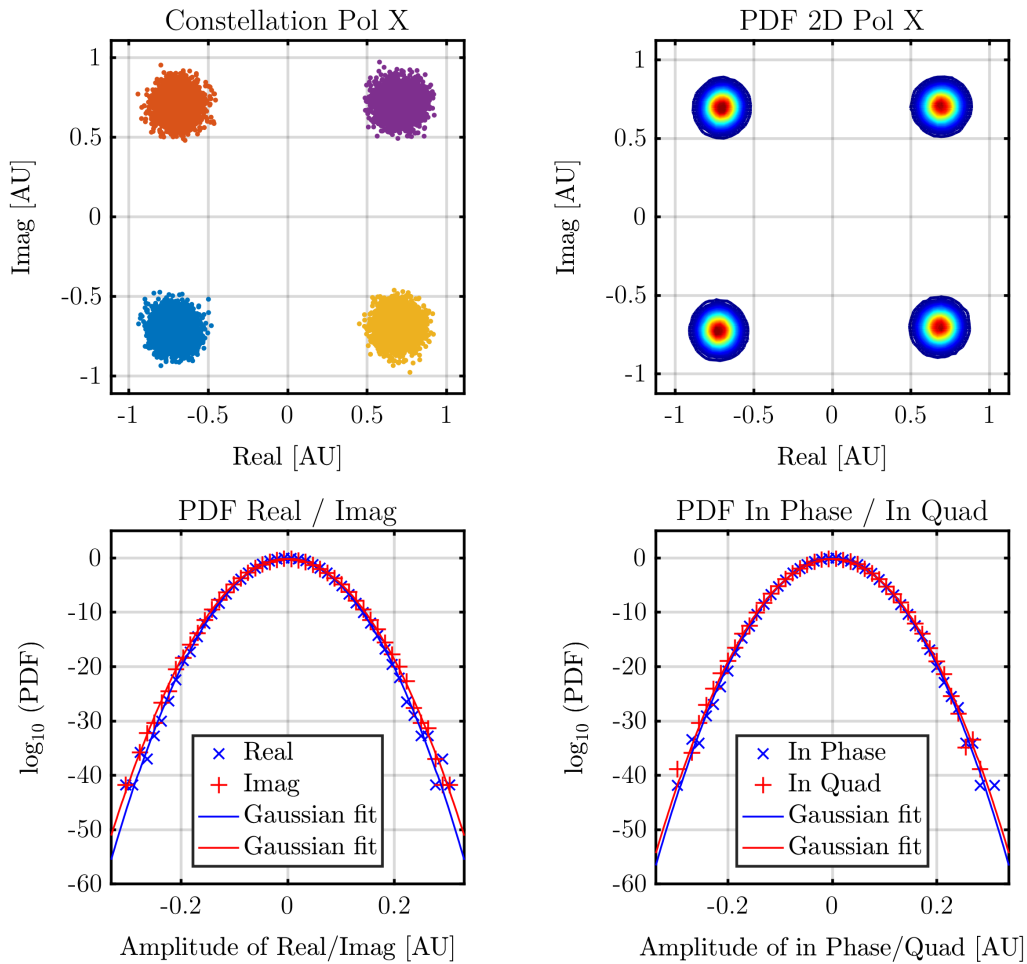 Constellation Pol X
1
0.5
0
-0.5
-1
Imag [AU]
-1 -0.5 0 0.5 1
Real [AU]
PDF 2D Pol X
1
0.5
0
-0.5
-1
Imag [AU]
-1 -0.5 0 0.5 1
Real [AU]
PDF Real / Imag
0
-10
-20
-30
-40
-50
-60
log10 (PDF)
Real
Imag
Gaussian fit
Gaussian fit
-0.2 0 0.2
Amplitude of Real/Imag [AU]
PDF In Phase / In Quad
0
-10
-20
-30
-40
-50
-60
log10 (PDF)
In Phase
In Quad
Gaussian fit
Gaussian fit
-0.2 0 0.2
Amplitude of in Phase/Quad [AU]